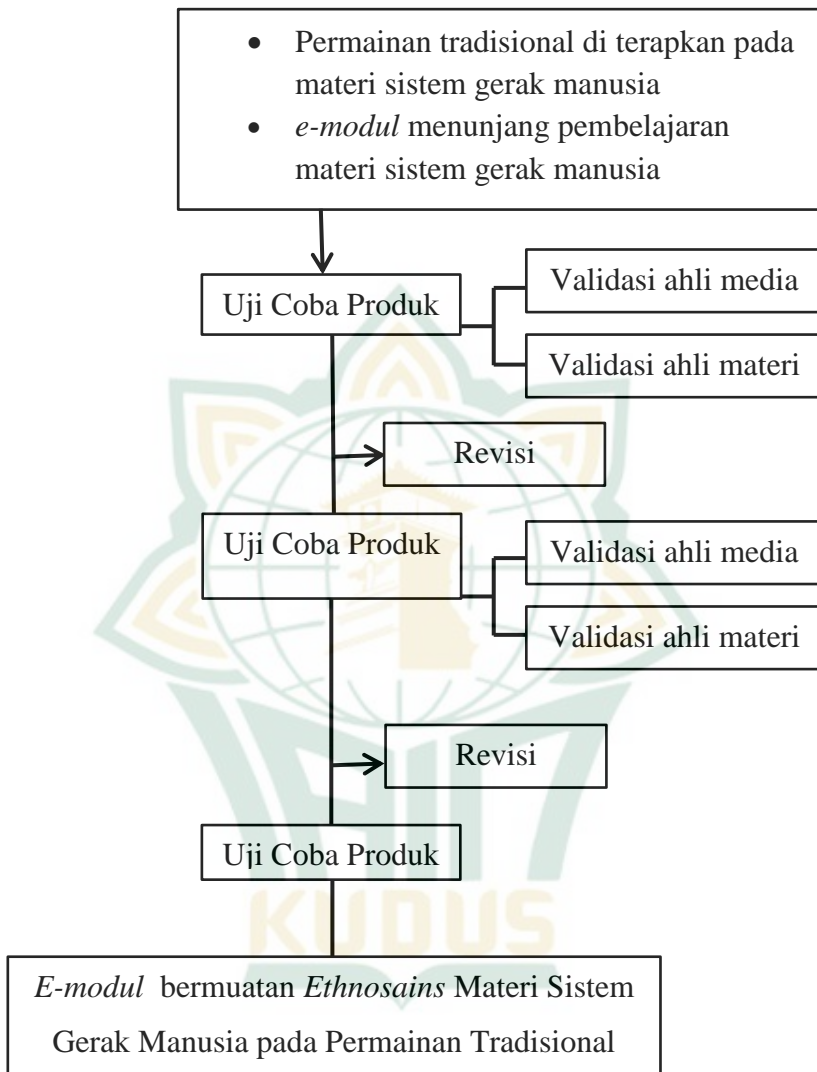 • Permainan tradisional di terapkan pada
materi sistem gerak manusia
• e-modul menunjang pembelajaran
materi sistem gerak manusia
Uji Coba Produk
Validasi ahli media
Validasi ahli materi
Revisi
Uji Coba Produk
Validasi ahli media
Validasi ahli materi
Revisi
Uji Coba Produk
IAIN
KUDUS
E-modul bermuatan Ethnosains Materi Sistem
Gerak Manusia pada Permainan Tradisional